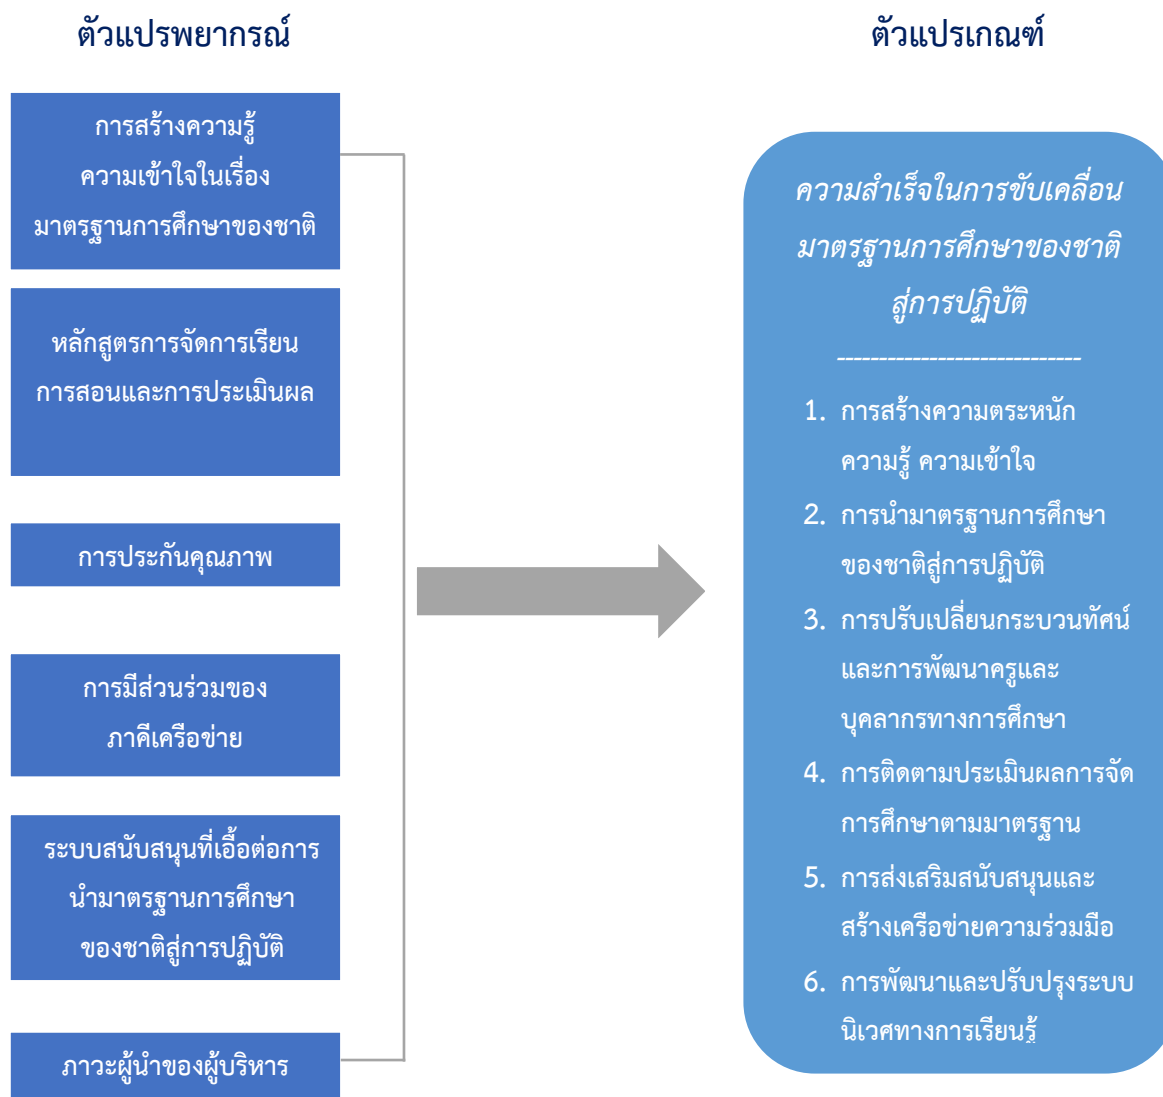 ตัวแปรพยากรณ์
การสร้างความรู้
ความเข้าใจในเรื่อง
มาตรฐานการศึกษาของชาติ
หลักสูตรการจัดการเรียน
การสอนและการประเมินผล
การประกันคุณภาพ
การมีส่วนร่วมของ
ภาคีเครือข่าย
ระบบสนับสนุนที่เอื้อต่อการ
นำมาตรฐานการศึกษา
ของชาติสู่การปฏิบัติ
ภาวะผู้นำของผู้บริหาร
ตัวแปรเกณฑ์
ความสำเร็จในการขับเคลื่อน
มาตรฐานการศึกษาของชาติ
สู่การปฏิบัติ
-----------------------------
1. การสร้างความตระหนัก
ความรู้ ความเข้าใจ
2. การนำมาตรฐานการศึกษา
ของชาติสู่การปฏิบัติ
3. การปรับเปลี่ยนกระบวนทัศน์
และการพัฒนาครูและ
บุคลากรทางการศึกษา
4. การติดตามประเมินผลการจัด
การศึกษาตามมาตรฐาน
5. การส่งเสริมสนับสนุนและ
สร้างเครือข่ายความร่วมมือ
6. การพัฒนาและปรับปรุงระบบ
นิเวศทางการเรียนรู้